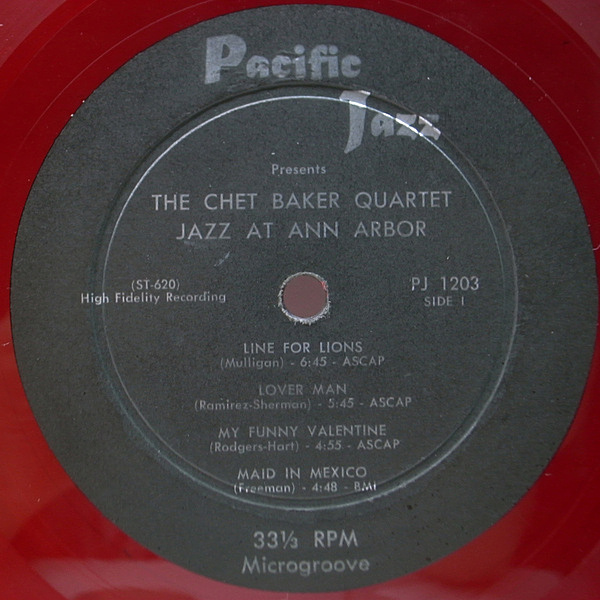 Pacific
Jazz
Presents
THE CHET BAKER QUARTET
JAZZ AT ANN ARBOR
(ST-620)
High Fidelity Recording
PJ 1203
SIDE 1
LINE FOR LIONS
(Mulligan) - 6:45 - ASCAP
LOVER MAN
(Ramirez-Sherman) - 5:45 - ASCAP
MY FUNNY VALENTINE
(Rodgers-Hart) - 4:55 - ASCAP
MAID IN MEXICO
(Freeman) - 4:48 - BMI
33⅓ RPM
Microgroove